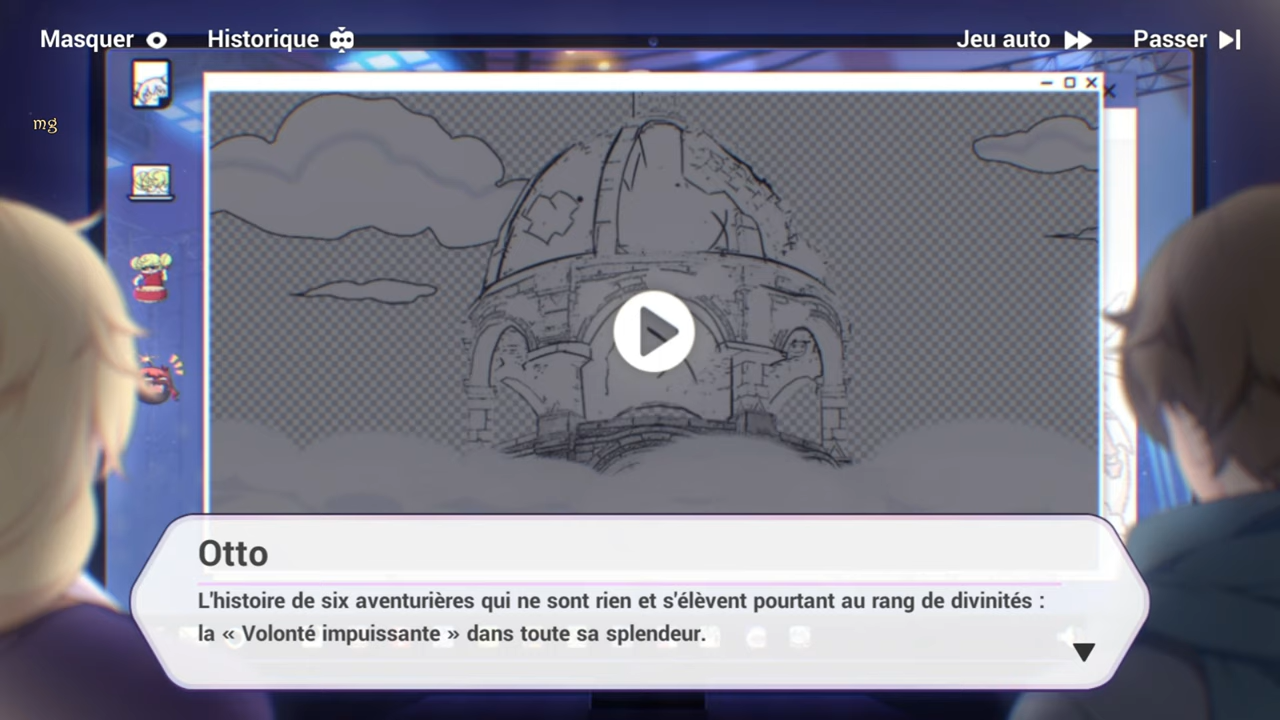 Masquer
Historique
Jeu auto
Passer
mg
Otto
L'histoire de six aventurières qui ne sont rien et s'élèvent pourtant au rang de divinités :
la « Volonté impuissante » dans toute sa splendeur.